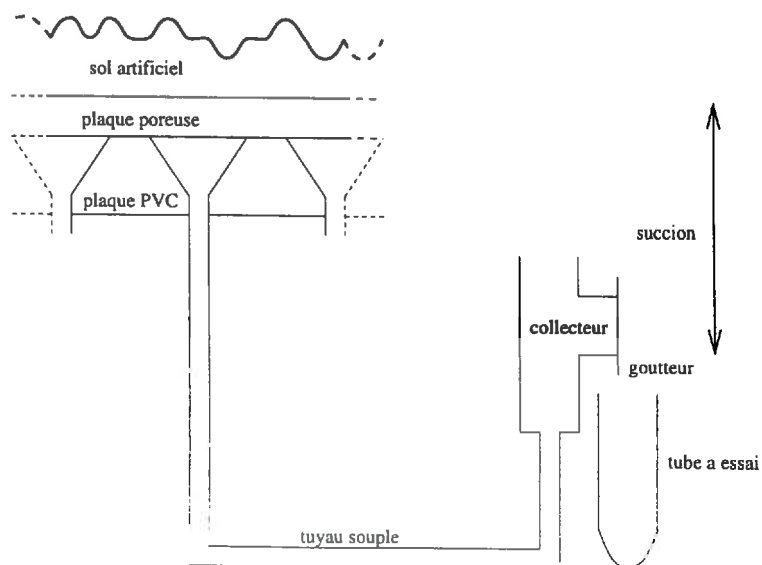 sol artificiel
plaque poreuse
plaque PVC
succion
collecteur
goutteur
tube a essai
tuyau souple